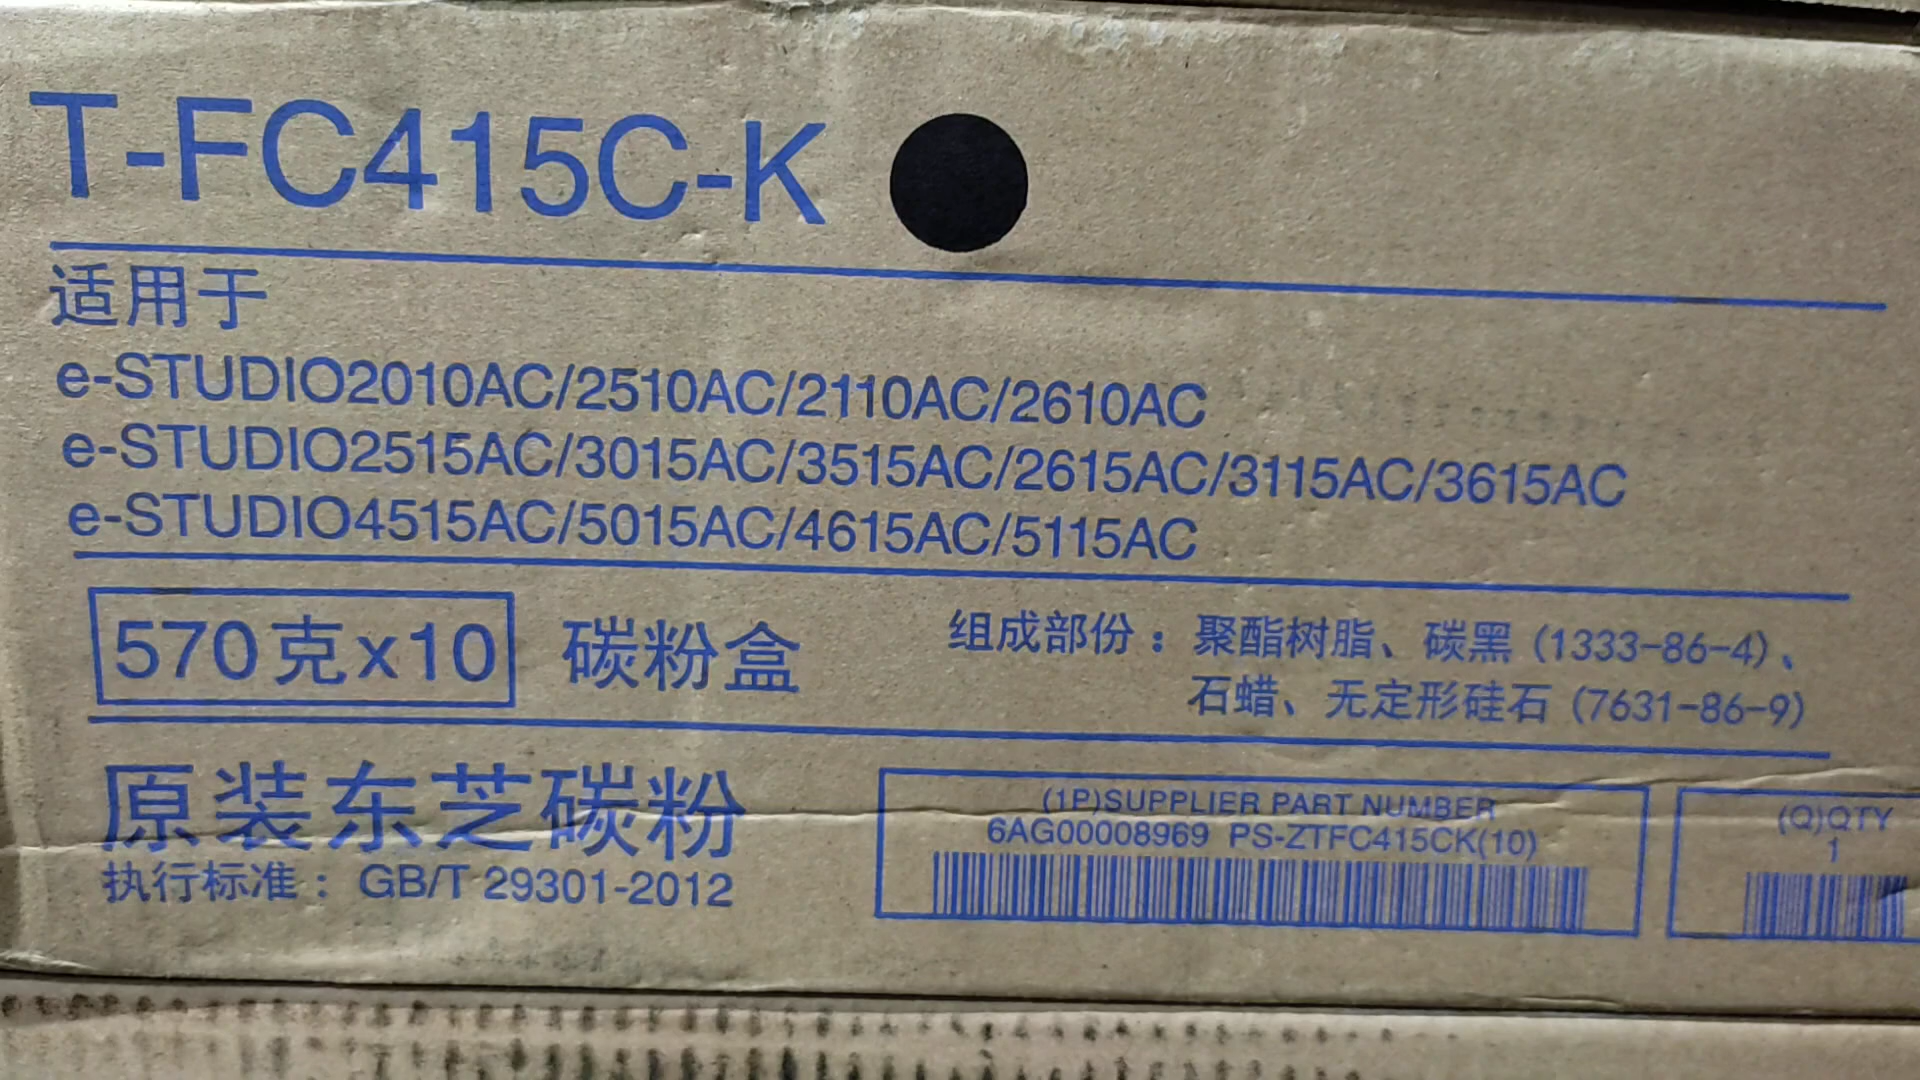 T-FC415C-K
适用于
e-STUDIO2010AC/2510AC/2110AC/2610AC
e-STUDIO2515AC/3015AC/3515AC/2615AC/3115AC/3615AC
e-STUDIO4515AC/5015AC/4615AC/5115AC
570克x10 碳粉盒
组成部份：聚酯树脂、碳黑 (1333-86-4)、
石蜡、无定形硅石 (7631-86-9)
原装东芝碳粉
执行标准：GB/T 29301-2012
(1P)SUPPLIER PART NUMBER
6AG00008969 PS-ZTFC415CK(10)
(Q)QTY
1